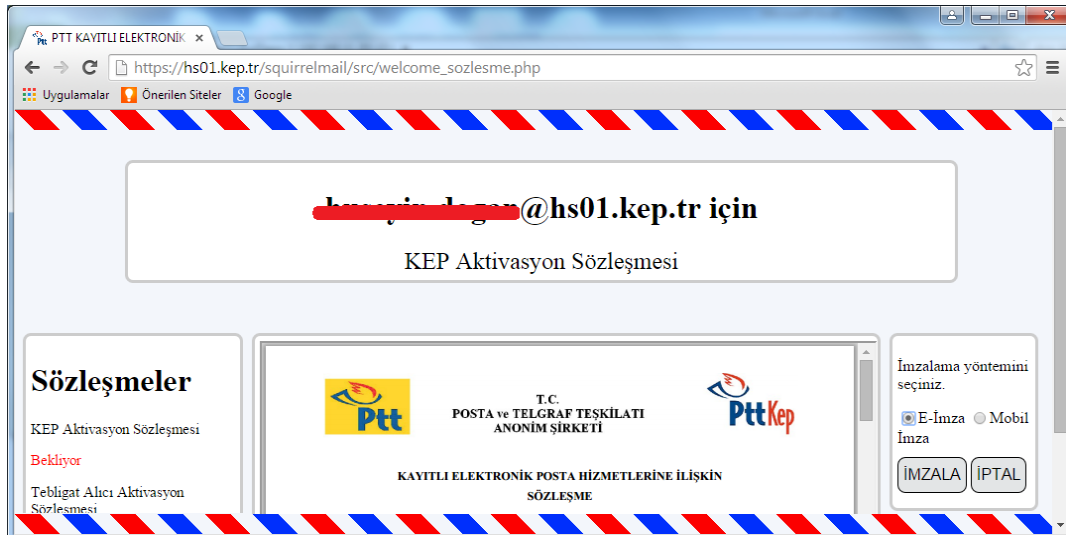 PTT KAYITLI ELEKTRONİK
https://hs01.kep.tr/squirrelmail/src/welcome_sozlesme.php
Uygulamalar Önerilen Siteler Google
@hs01.kep.tr için
KEP Aktivasyon Sözleşmesi
Sözleşmeler
KEP Aktivasyon Sözleşmesi
Bekliyor
Tebligat Alıcı Aktivasyon
Sözleşmesi
Ptt
T.C.
POSTA ve TELGRAF TEŞKİLATI
ANONİM ŞİRKETİ
PttKep
KAYITLI ELEKTRONİK POSTA HİZMETLERİNE İLİŞKİN
SÖZLEŞME
İmzalama yöntemini
seçiniz.
E-İmza Mobil
İmza
İMZALA İPTAL